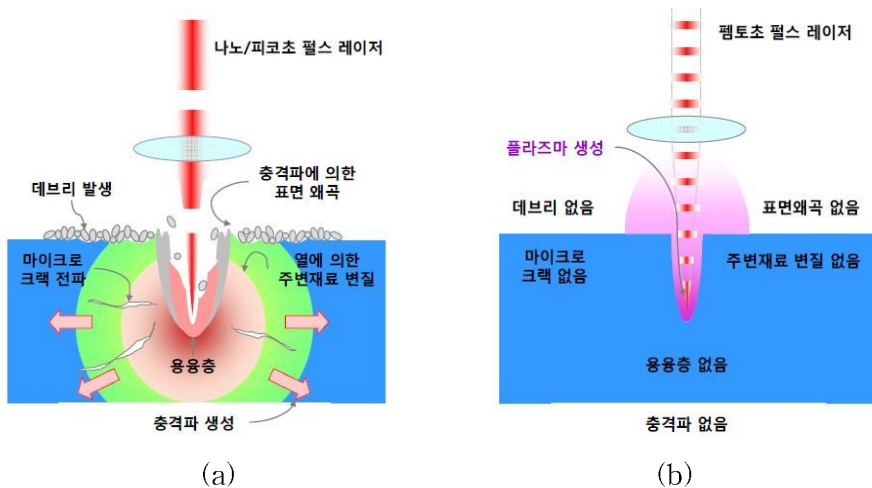 나노/피코초 펄스 레이저
충격파에 의한
표면 왜곡
데브리 발생
마이크로
크랙 전파
열에 의한
주변재료 변질
용융층
충격파 생성
(a)
펨토초 펄스 레이저
플라즈마 생성
데브리 없음
표면왜곡 없음
마이크로
크랙 없음
주변재료 변질 없음
용융층 없음
충격파 없음
(b)